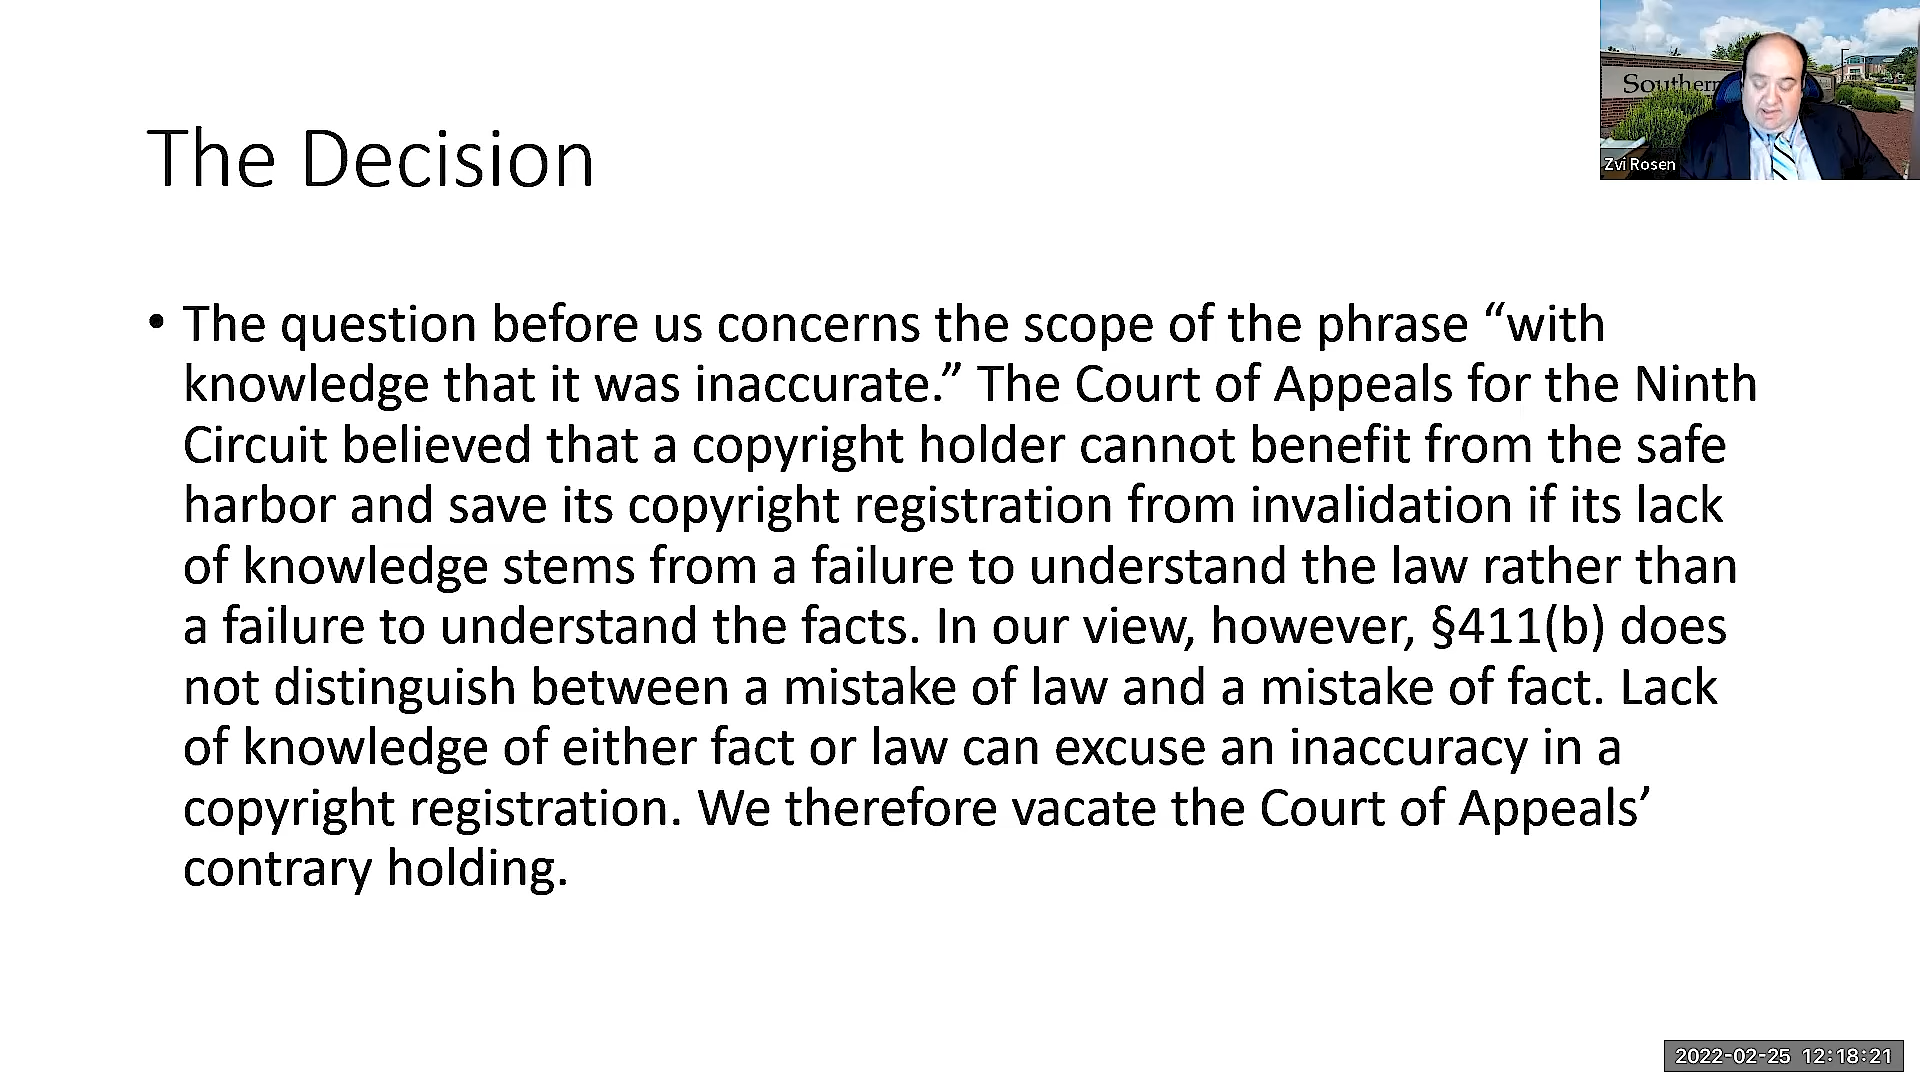 Southern
Zvi Rosen
The Decision
• The question before us concerns the scope of the phrase “with
knowledge that it was inaccurate.” The Court of Appeals for the Ninth
Circuit believed that a copyright holder cannot benefit from the safe
harbor and save its copyright registration from invalidation if its lack
of knowledge stems from a failure to understand the law rather than
a failure to understand the facts. In our view, however, §411(b) does
not distinguish between a mistake of law and a mistake of fact. Lack
of knowledge of either fact or law can excuse an inaccuracy in a
copyright registration. We therefore vacate the Court of Appeals’
contrary holding.
2022-02-25 12:18:21